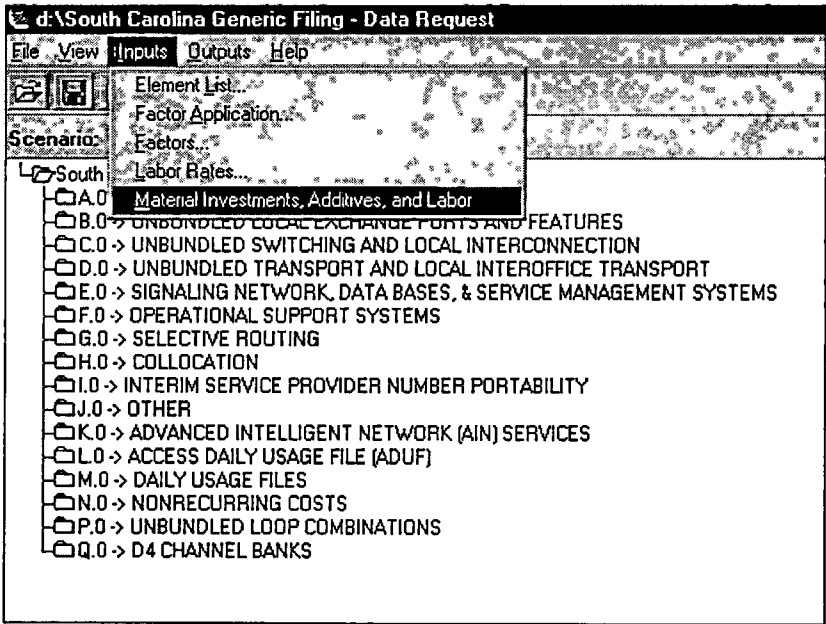 d:\South Carolina Generic Filing - Data Request
File View Inputs Outputs Help
Element List...
Factor Application...
Factors...
Labor Rates...
Material Investments, Additives, and Labor
Scenario:
South
A.0
B.0 -> UNBUNDLED LOCAL EXCHANGE PORTS AND FEATURES
C.0 -> UNBUNDLED SWITCHING AND LOCAL INTERCONNECTION
D.0 -> UNBUNDLED TRANSPORT AND LOCAL INTEROFFICE TRANSPORT
E.0 -> SIGNALING NETWORK, DATA BASES, & SERVICE MANAGEMENT SYSTEMS
F.0 -> OPERATIONAL SUPPORT SYSTEMS
G.0 -> SELECTIVE ROUTING
H.0 -> COLLOCATION
I.0 -> INTERIM SERVICE PROVIDER NUMBER PORTABILITY
J.0 -> OTHER
K.0 -> ADVANCED INTELLIGENT NETWORK (AIN) SERVICES
L.0 -> ACCESS DAILY USAGE FILE (ADUF)
M.0 -> DAILY USAGE FILES
N.0 -> NONRECURRING COSTS
P.0 -> UNBUNDLED LOOP COMBINATIONS
Q.0 -> D4 CHANNEL BANKS